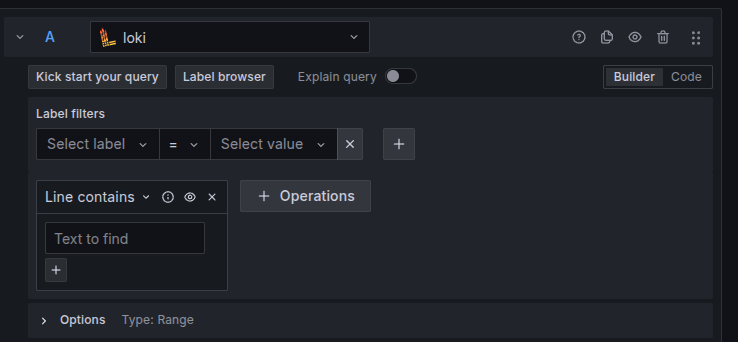 A loki
Kick start your query Label browser Explain query Builder Code
Label filters
Select label = Select value
Line contains Operations
Text to find
Options Type: Range